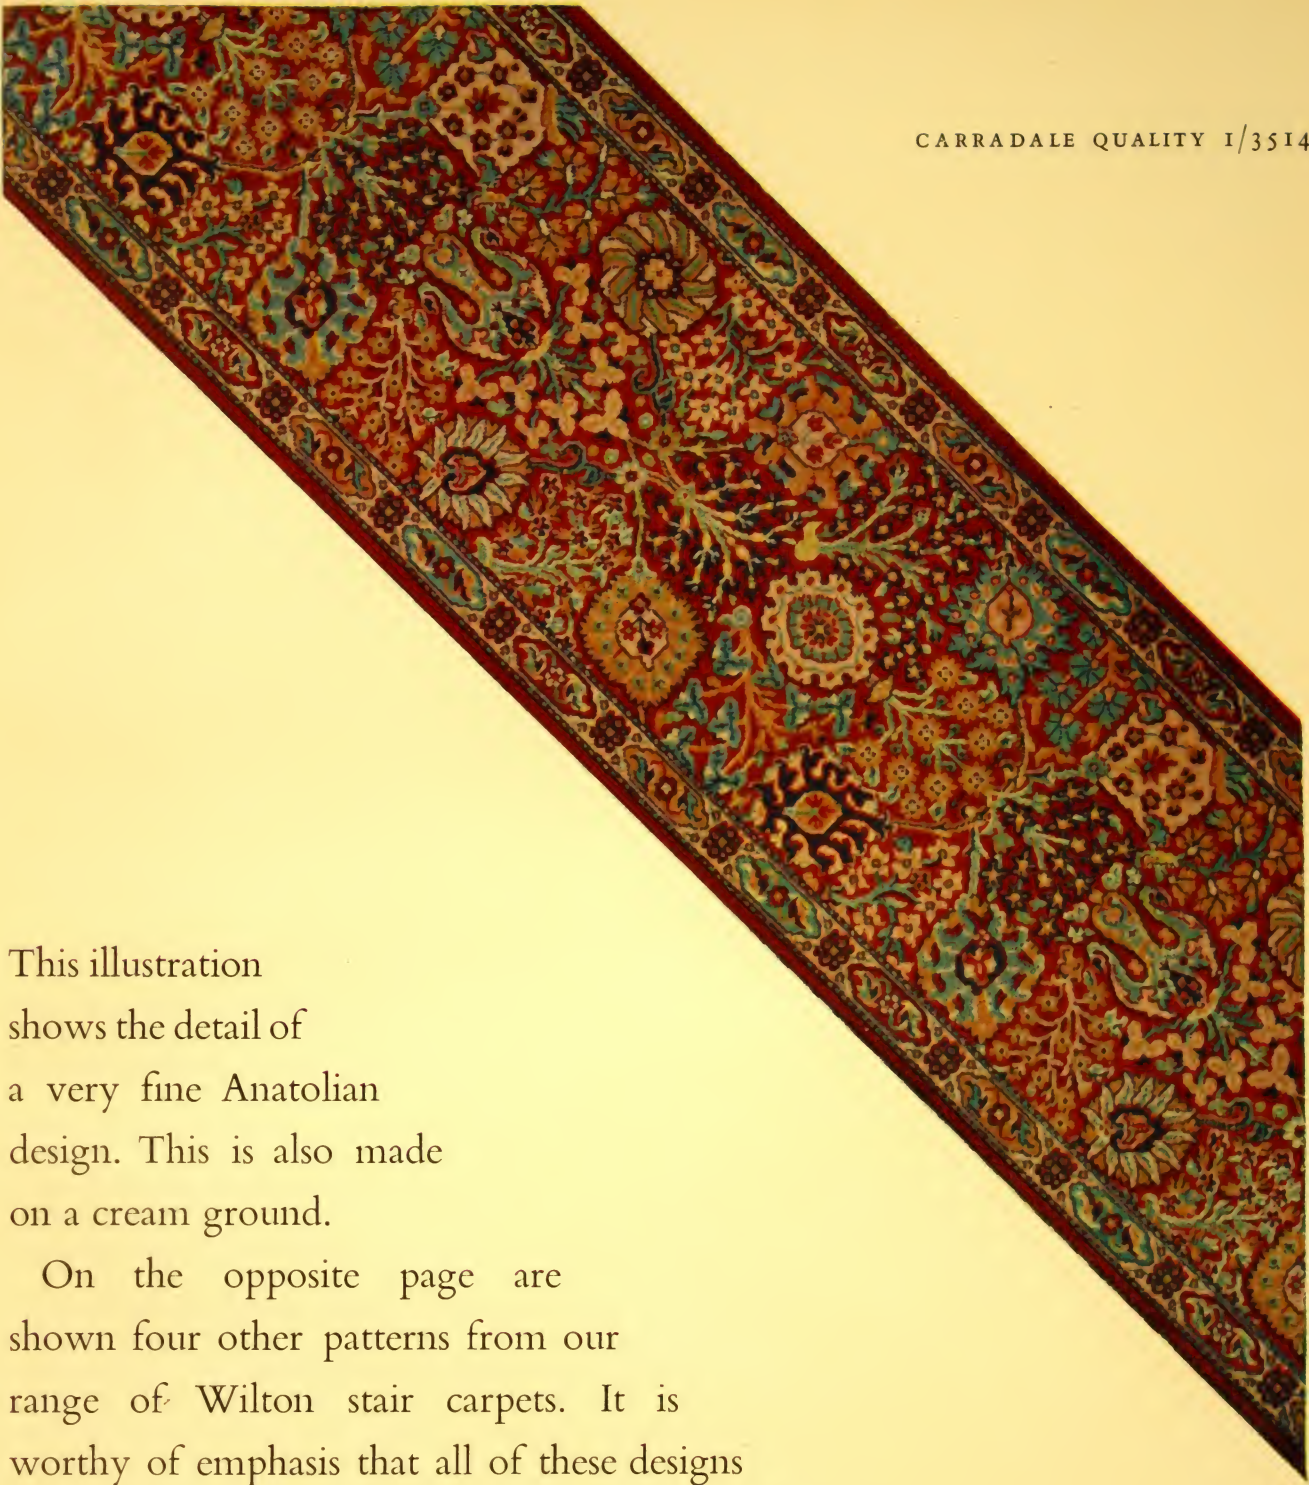 CARRADALE QUALITY 1/3514
This illustration
shows the detail of
a very fine Anatolian
design. This is also made
on a cream ground.
On the opposite page are
shown four other patterns from our
range of Wilton stair carpets. It is
worthy of emphasis that all of these designs